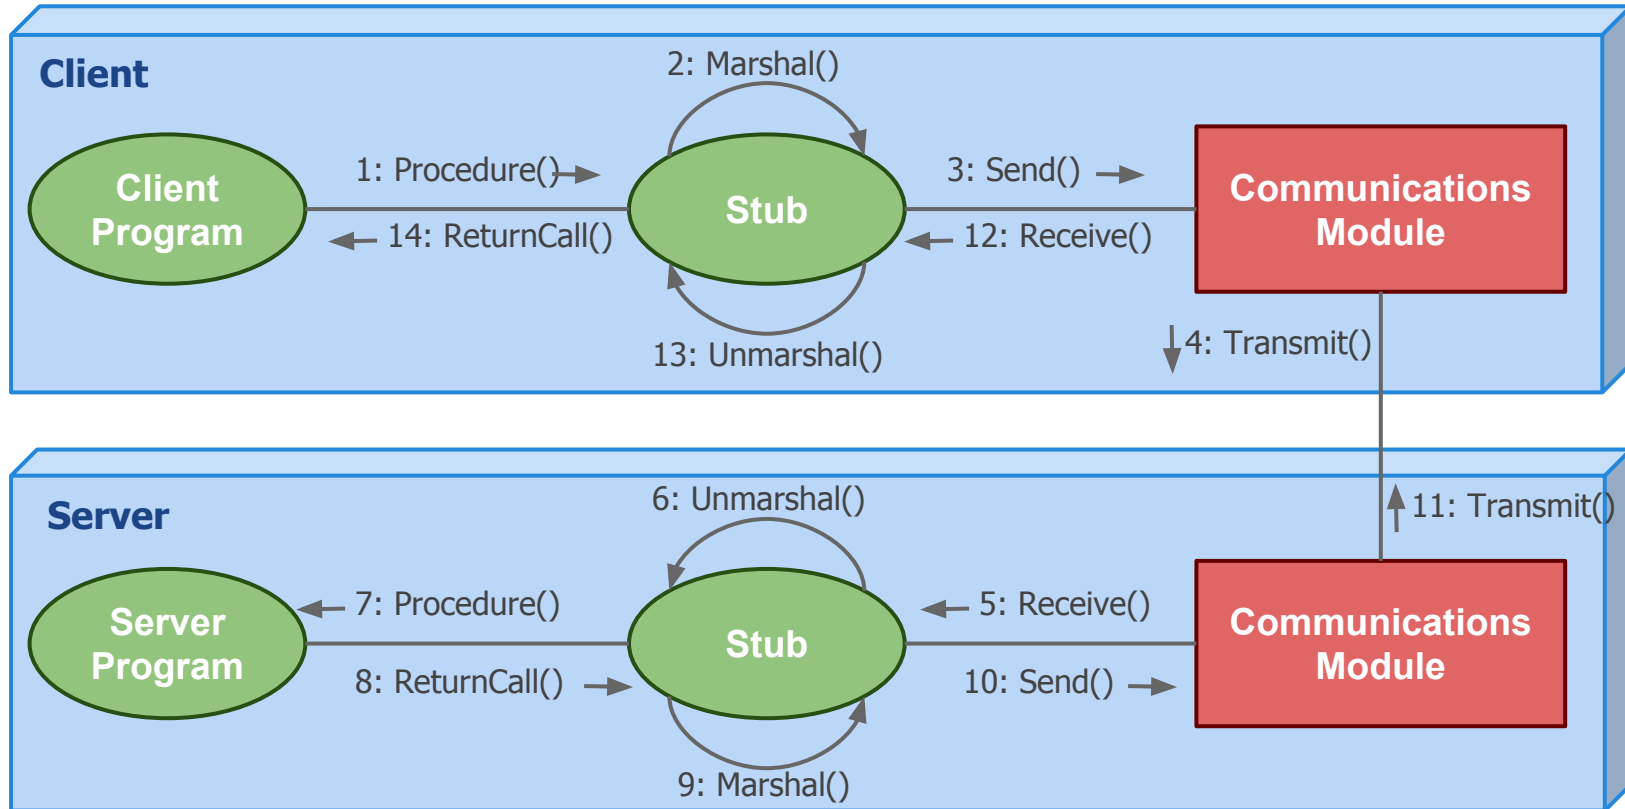 Client
2: Marshal()
Client
Program
1: Procedure()
14: ReturnCall()
Stub
3: Send()
12: Receive()
Communications
Module
13: Unmarshal()
4: Transmit()
Server
6: Unmarshal()
11: Transmit()
Server
Program
7: Procedure()
8: ReturnCall()
Stub
5: Receive()
10: Send()
Communications
Module
9: Marshal()